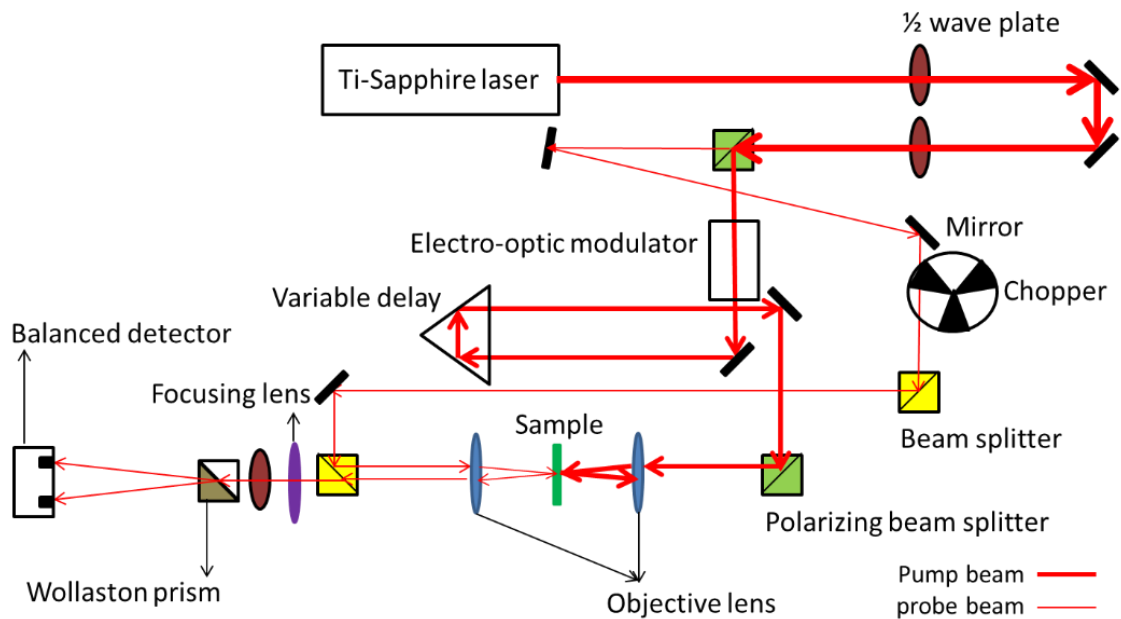 ½ wave plate
Ti-Sapphire laser
Mirror
Electro-optic modulator
Chopper
Variable delay
Balanced detector
Focusing lens
Sample
Beam splitter
Polarizing beam splitter
Wollaston prism
Objective lens
Pump beam
probe beam